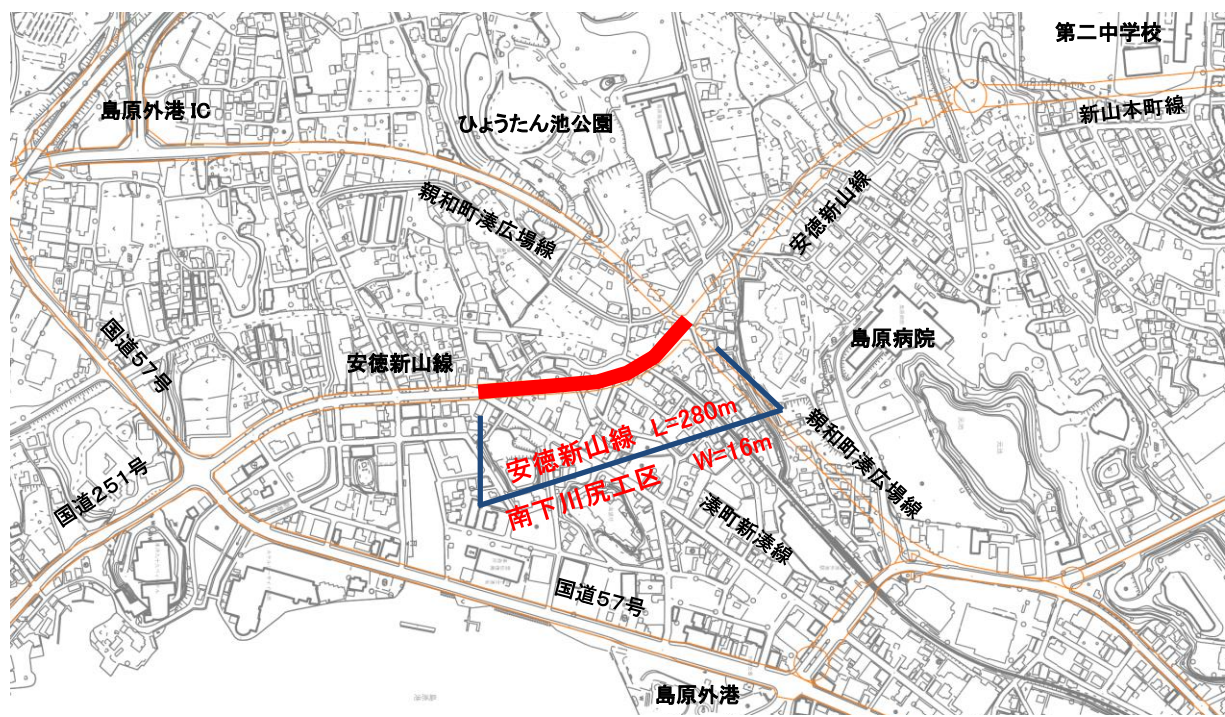 第二中学校
島原外港 IC
新山本町線
ひょうたん池公園
親和町湊広場線
安徳新山線
国道57号
安徳新山線
島原病院
安徳新山線 L=280m
南下川尻工区 W=16m
国道251号
親和町湊広場線
湊町新湊線
国道57号
島原外港